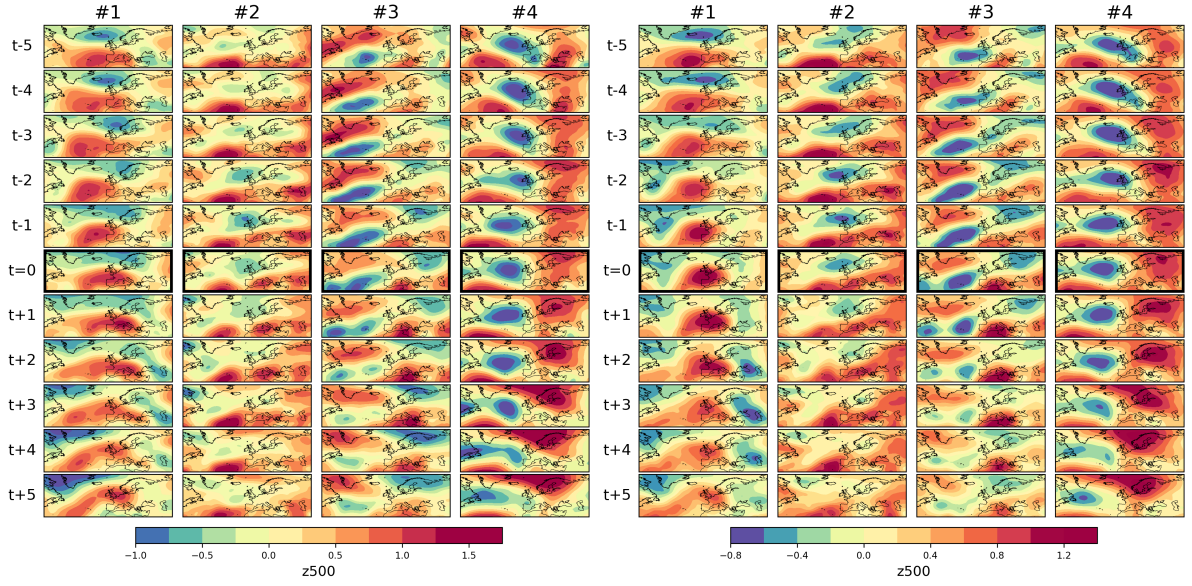 #1 #2 #3 #4 #1 #2 #3 #4
t-5 t-5
t-4 t-4
t-3 t-3
t-2 t-2
t-1 t-1
t=0 t=0
t+1 t+1
t+2 t+2
t+3 t+3
t+4 t+4
t+5 t+5
−1.0 −0.5 0.0 0.5 1.0 1.5 −0.8 −0.4 0.0 0.4 0.8 1.2
z500 z500